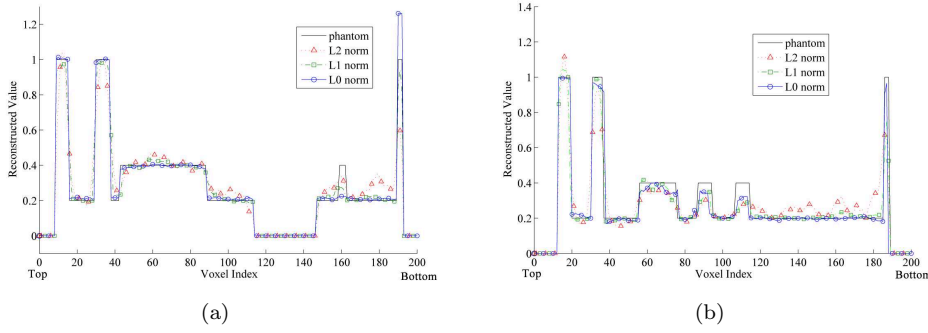 1.2
1
0.8
0.6
0.4
0.2
0
Reconstructed Value
phantom
L2 norm
L1 norm
L0 norm
0 20 40 60 80 100 120 140 160 180 200
Top Voxel Index Bottom
(a)
1.4
1.2
1
0.8
0.6
0.4
0.2
0
Reconstructed Value
phantom
L2 norm
L1 norm
L0 norm
0 20 40 60 80 100 120 140 160 180 200
Top Voxel Index Bottom
(b)